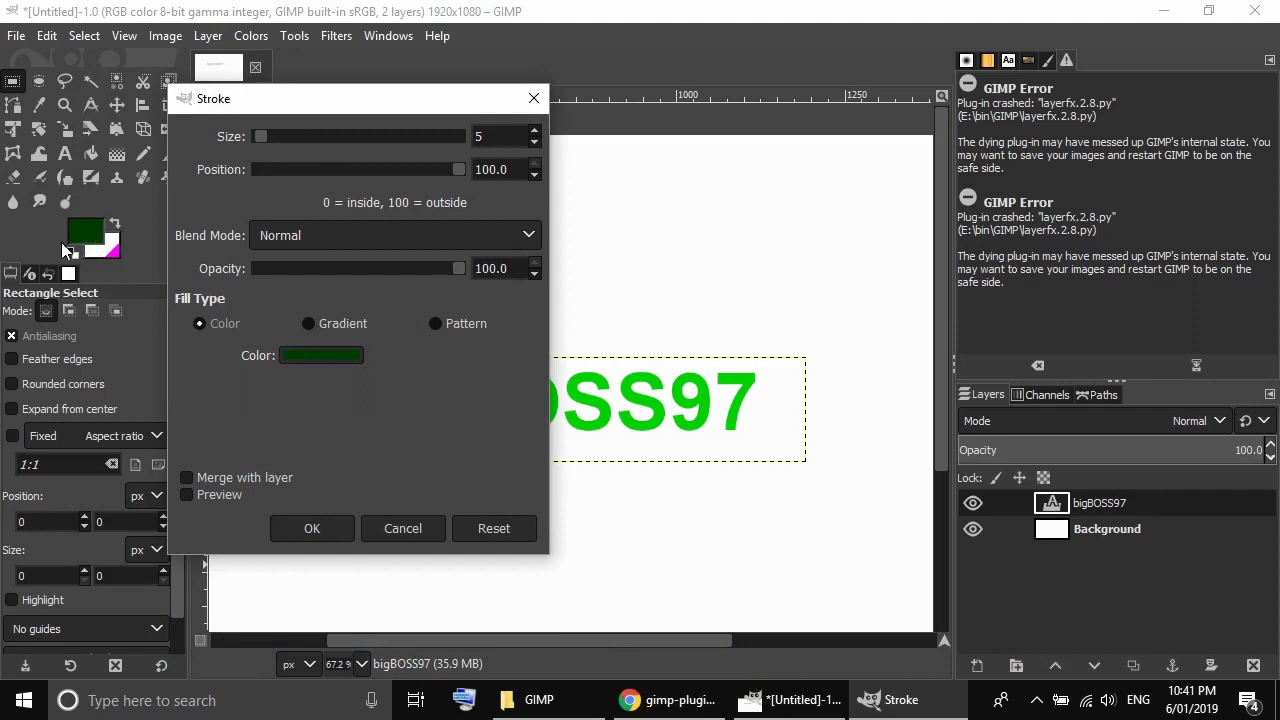 *[Untitled]-1.0 (RGB color 8-bit gamma integer, GIMP built-in sRGB, 2 layers) 1920x1080 – GIMP
File Edit Select View Image Layer Colors Tools Filters Windows Help
Stroke
Size: 5
Position: 100.0
0 = inside, 100 = outside
Blend Mode: Normal
Opacity: 100.0
Fill Type
Color Gradient Pattern
Color:
Merge with layer
Preview
OK Cancel Reset
1000 1250
OSS97
Rectangle Select
Mode:
Antialiasing
Feather edges
Rounded corners
Expand from center
Fixed Aspect ratio
1:1
Position: px
0 0
Size: px
0 0
Highlight
No guides
px 67.2 % bigBOSS97 (35.9 MB)
Aa
GIMP Error
Plug-in crashed: "layerfx.2.8.py"
(E:\bin\GIMP\layerfx.2.8.py)
The dying plug-in may have messed up GIMP's internal state. You
may want to save your images and restart GIMP to be on the
safe side.
GIMP Error
Plug-in crashed: "layerfx.2.8.py"
(E:\bin\GIMP\layerfx.2.8.py)
The dying plug-in may have messed up GIMP's internal state. You
may want to save your images and restart GIMP to be on the
safe side.
Layers Channels Paths
Mode Normal
Opacity 100.0
Lock:
bigBOSS97
Background
Type here to search
GIMP
gimp-plugi...
*[Untitled]-1...
Stroke
ENG
10:41 PM
6/01/2019
4